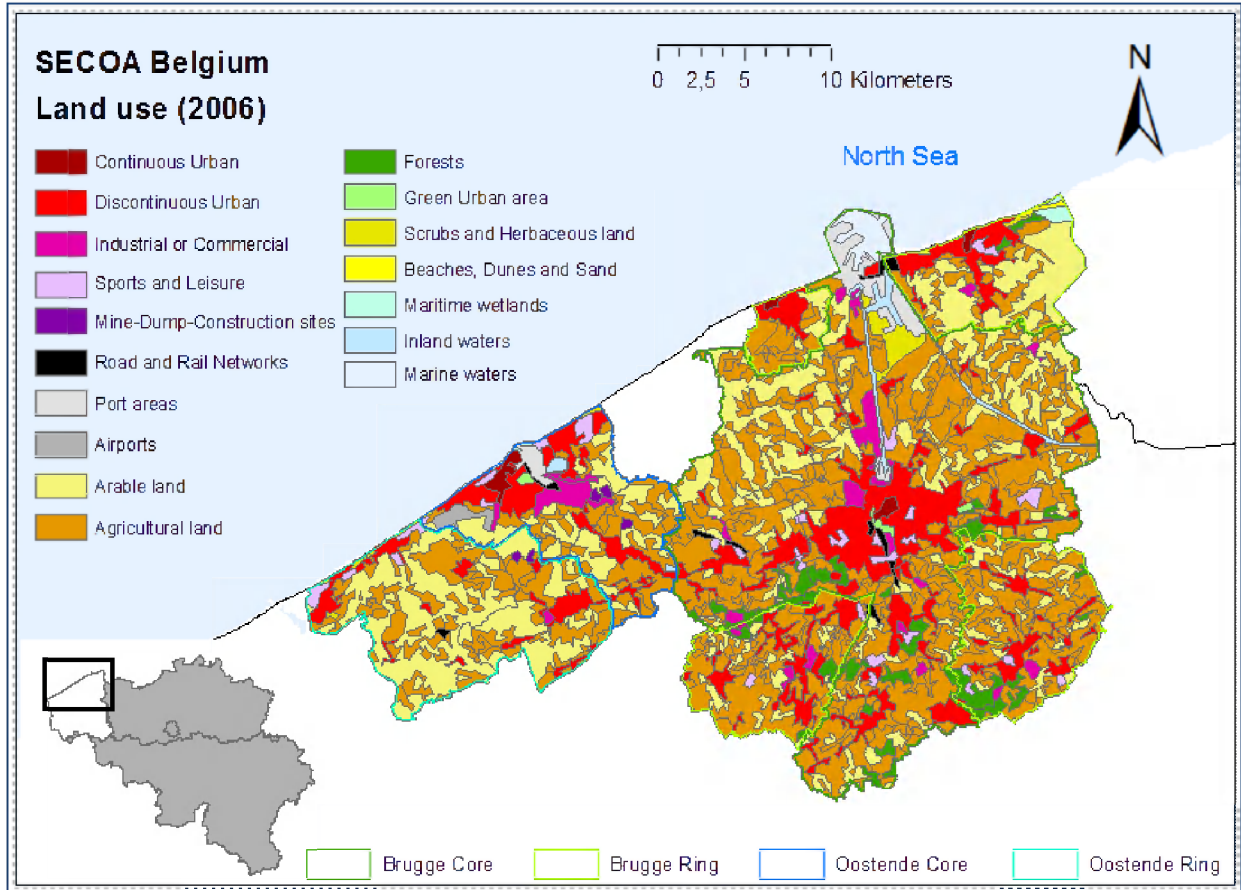 SECOA Belgium
Land use (2006)
0 2,5 5 10 Kilometers
N
North Sea
Continuous Urban
Discontinuous Urban
Industrial or Commercial
Sports and Leisure
Mine-Dump-Construction sites
Road and Rail Networks
Port areas
Airports
Arable land
Agricultural land
Forests
Green Urban area
Scrubs and Herbaceous land
Beaches, Dunes and Sand
Maritime wetlands
Inland waters
Marine waters
Brugge Core
Brugge Ring
Oostende Core
Oostende Ring